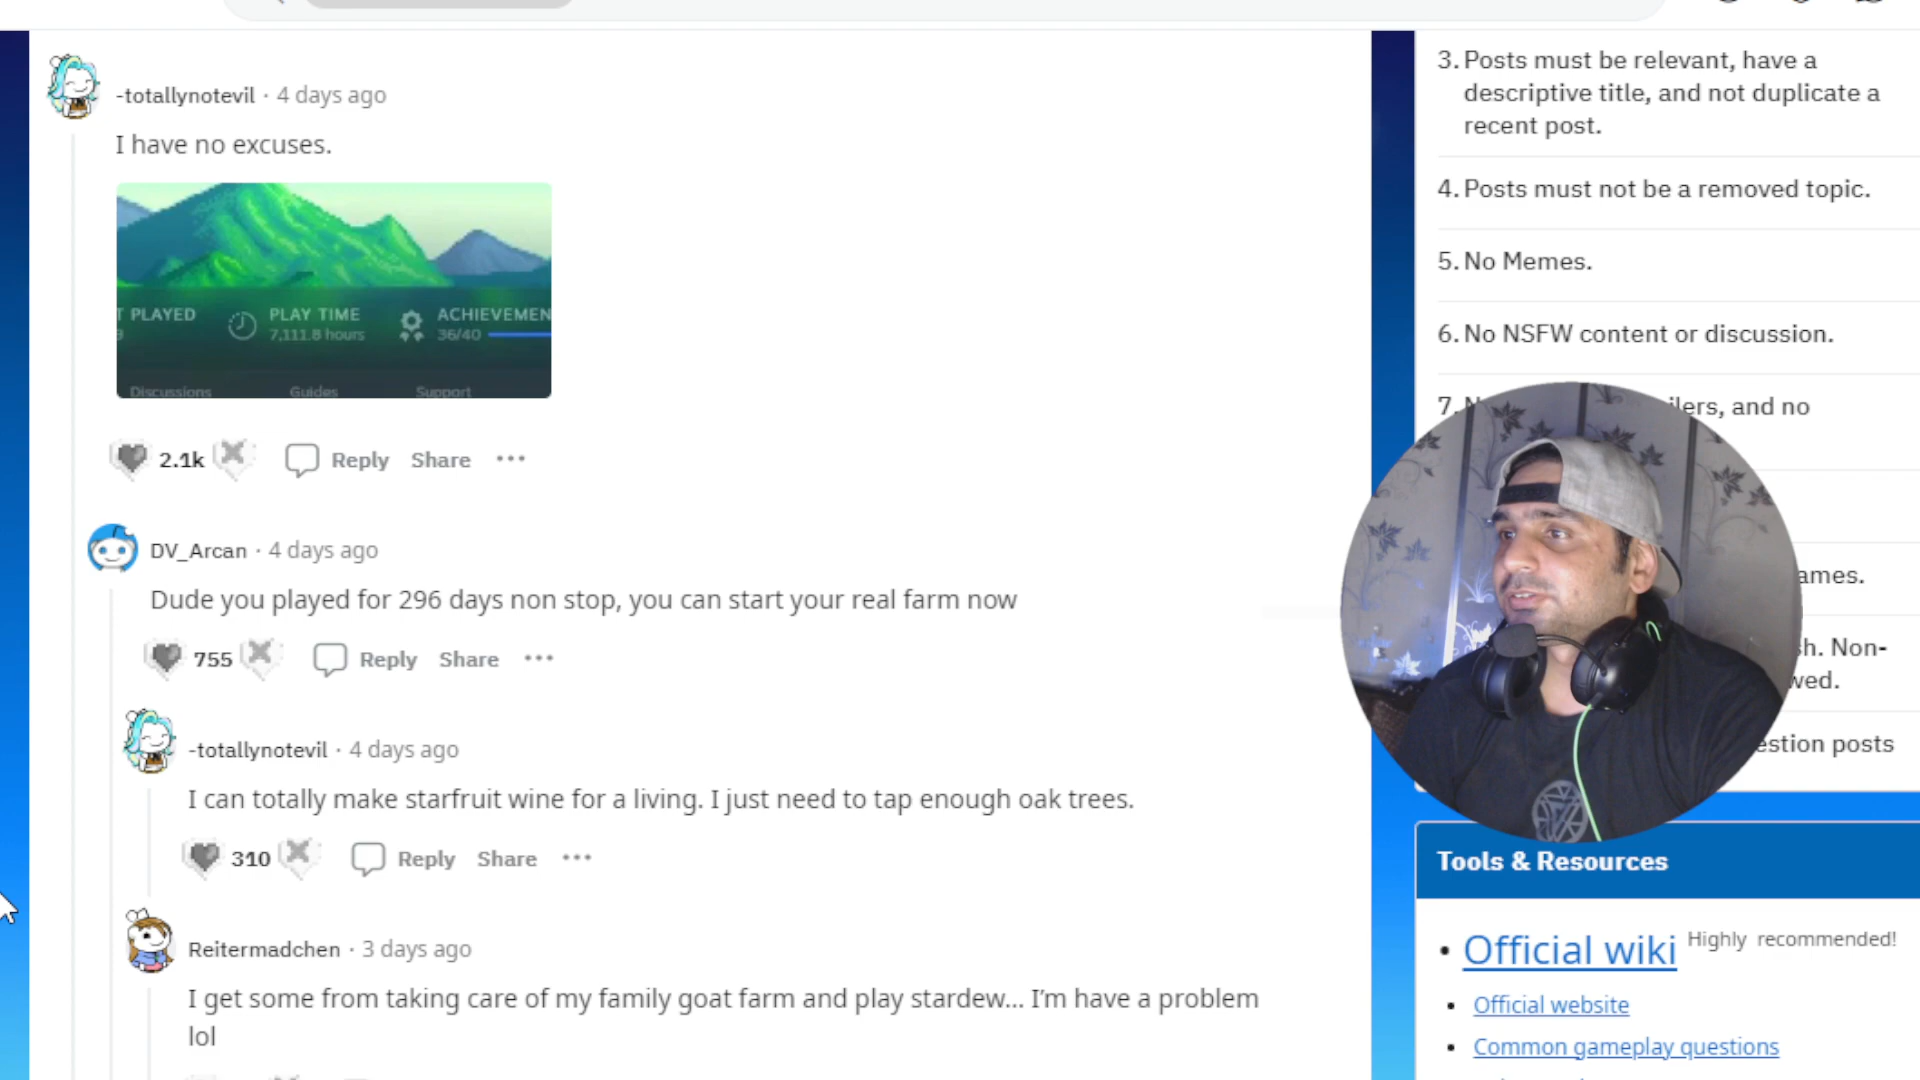 -totallynotevil · 4 days ago
I have no excuses.
T PLAYED
PLAY TIME
7,111.8 hours
ACHIEVEMEN
36/40
Discussions
Guides
Support
2.1k
Reply
Share
DV_Arcan · 4 days ago
Dude you played for 296 days non stop, you can start your real farm now
755
Reply
Share
-totallynotevil · 4 days ago
I can totally make starfruit wine for a living. I just need to tap enough oak trees.
310
Reply
Share
Reitermadchen · 3 days ago
I get some from taking care of my family goat farm and play stardew... I'm have a problem
lol
3. Posts must be relevant, have a
descriptive title, and not duplicate a
recent post.
4. Posts must not be a removed topic.
5. No Memes.
6. No NSFW content or discussion.
7.
ilers, and no
ames.
sh. Non-
wed.
estion posts
Tools & Resources
• Official wiki Highly recommended!
• Official website
• Common gameplay questions